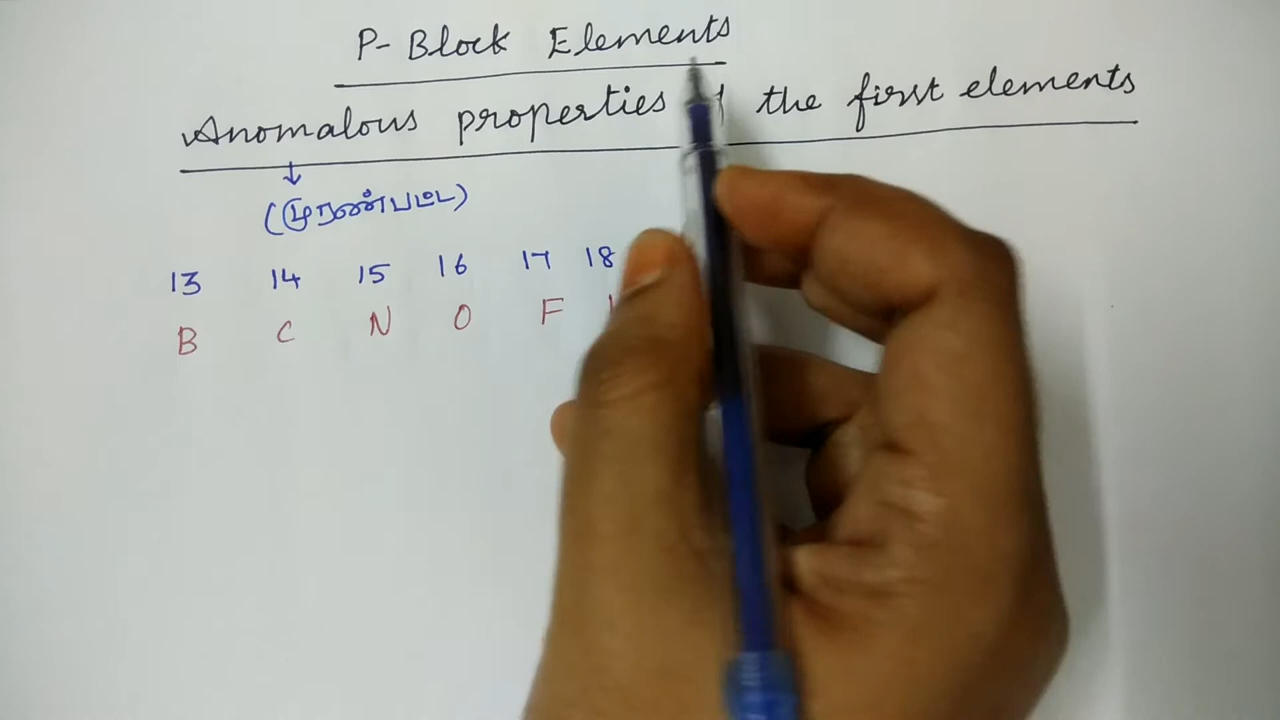 P- Block Elements
Anomalous properties the first elements
(முரண்பட்ட)
13 14 15 16 17 18
B C N O F